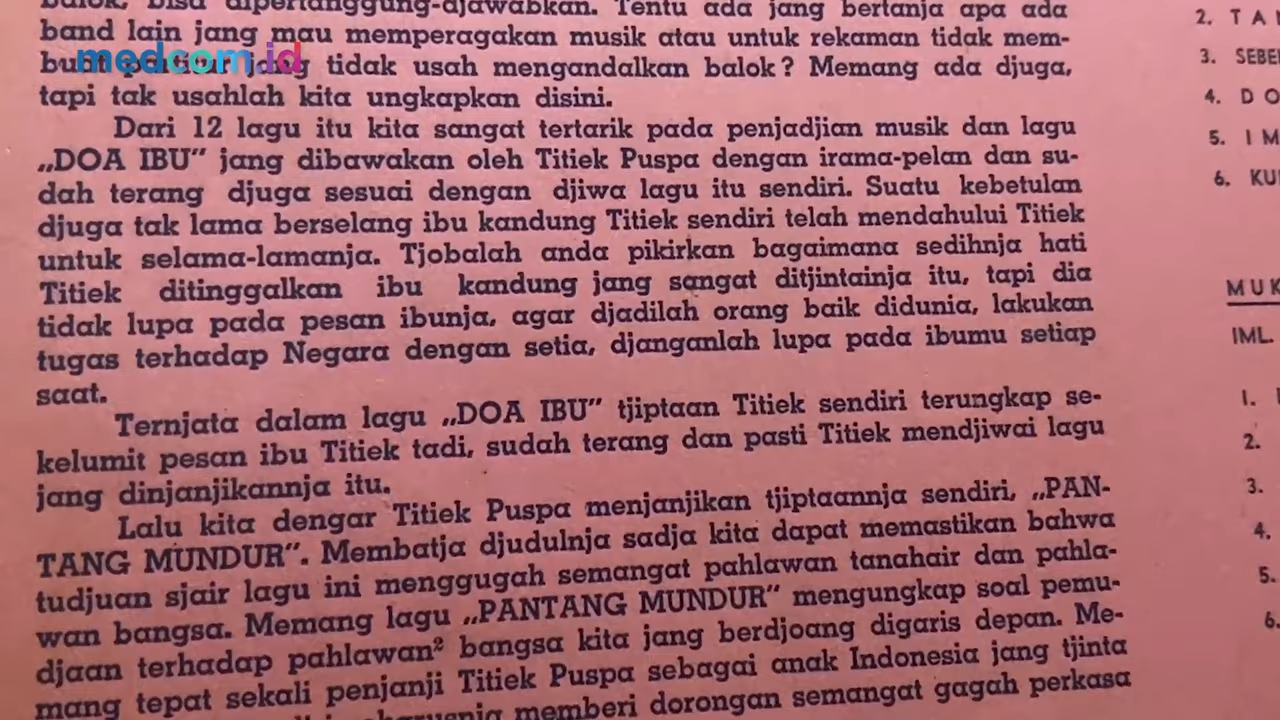 balok, bisa dipertanggung-djawabkan. Tentu ada jang bertanja apa ada
band lain jang mau memperagakan musik atau untuk rekaman tidak mem-
medcom.id
jang tidak usah mengandalkan balok? Memang ada djuga,
tapi tak usahlah kita ungkapkan disini.
Dari 12 lagu itu kita sangat tertarik pada penjadjian musik dan lagu
„DOA IBU" jang dibawakan oleh Titiek Puspa dengan irama-pelan dan su-
dah terang djuga sesuai dengan djiwa lagu itu sendiri. Suatu kebetulan
djuga tak lama berselang ibu kandung Titiek sendiri telah mendahului Titiek
untuk selama-lamanja. Tjobalah anda pikirkan bagaimana sedihnja hati
Titiek ditinggalkan ibu kandung jang sangat ditjintainja itu, tapi dia
tidak lupa pada pesan ibunja, agar djadilah orang baik didunia, lakukan
tugas terhadap Negara dengan setia, djanganlah lupa pada ibumu setiap
saat.
Ternjata dalam lagu „DOA IBU" tjiptaan Titiek sendiri terungkap se-
kelumit pesan ibu Titiek tadi, sudah terang dan pasti Titiek mendjiwai lagu
jang dinjanjikannja itu.
Lalu kita dengar Titiek Puspa menjanjikan tjiptaannja sendiri, „PAN-
TANG MUNDUR". Membatja djudulnja sadja kita dapat memastikan bahwa
tudjuan sjair lagu ini menggugah semangat pahlawan tanahair dan pahla-
wan bangsa. Memang lagu „PANTANG MUNDUR" mengungkap soal pemu-
djaan terhadap pahlawan² bangsa kita jang berdjoang digaris depan. Me-
mang tepat sekali penjanji Titiek Puspa sebagai anak Indonesia jang tjinta
memberi dorongan semangat gagah perkasa
2. T A
3. SEBE
4. D O
5. I M
6. KU
MUK
IML.
1.
2.
3.
4.
5.
6.